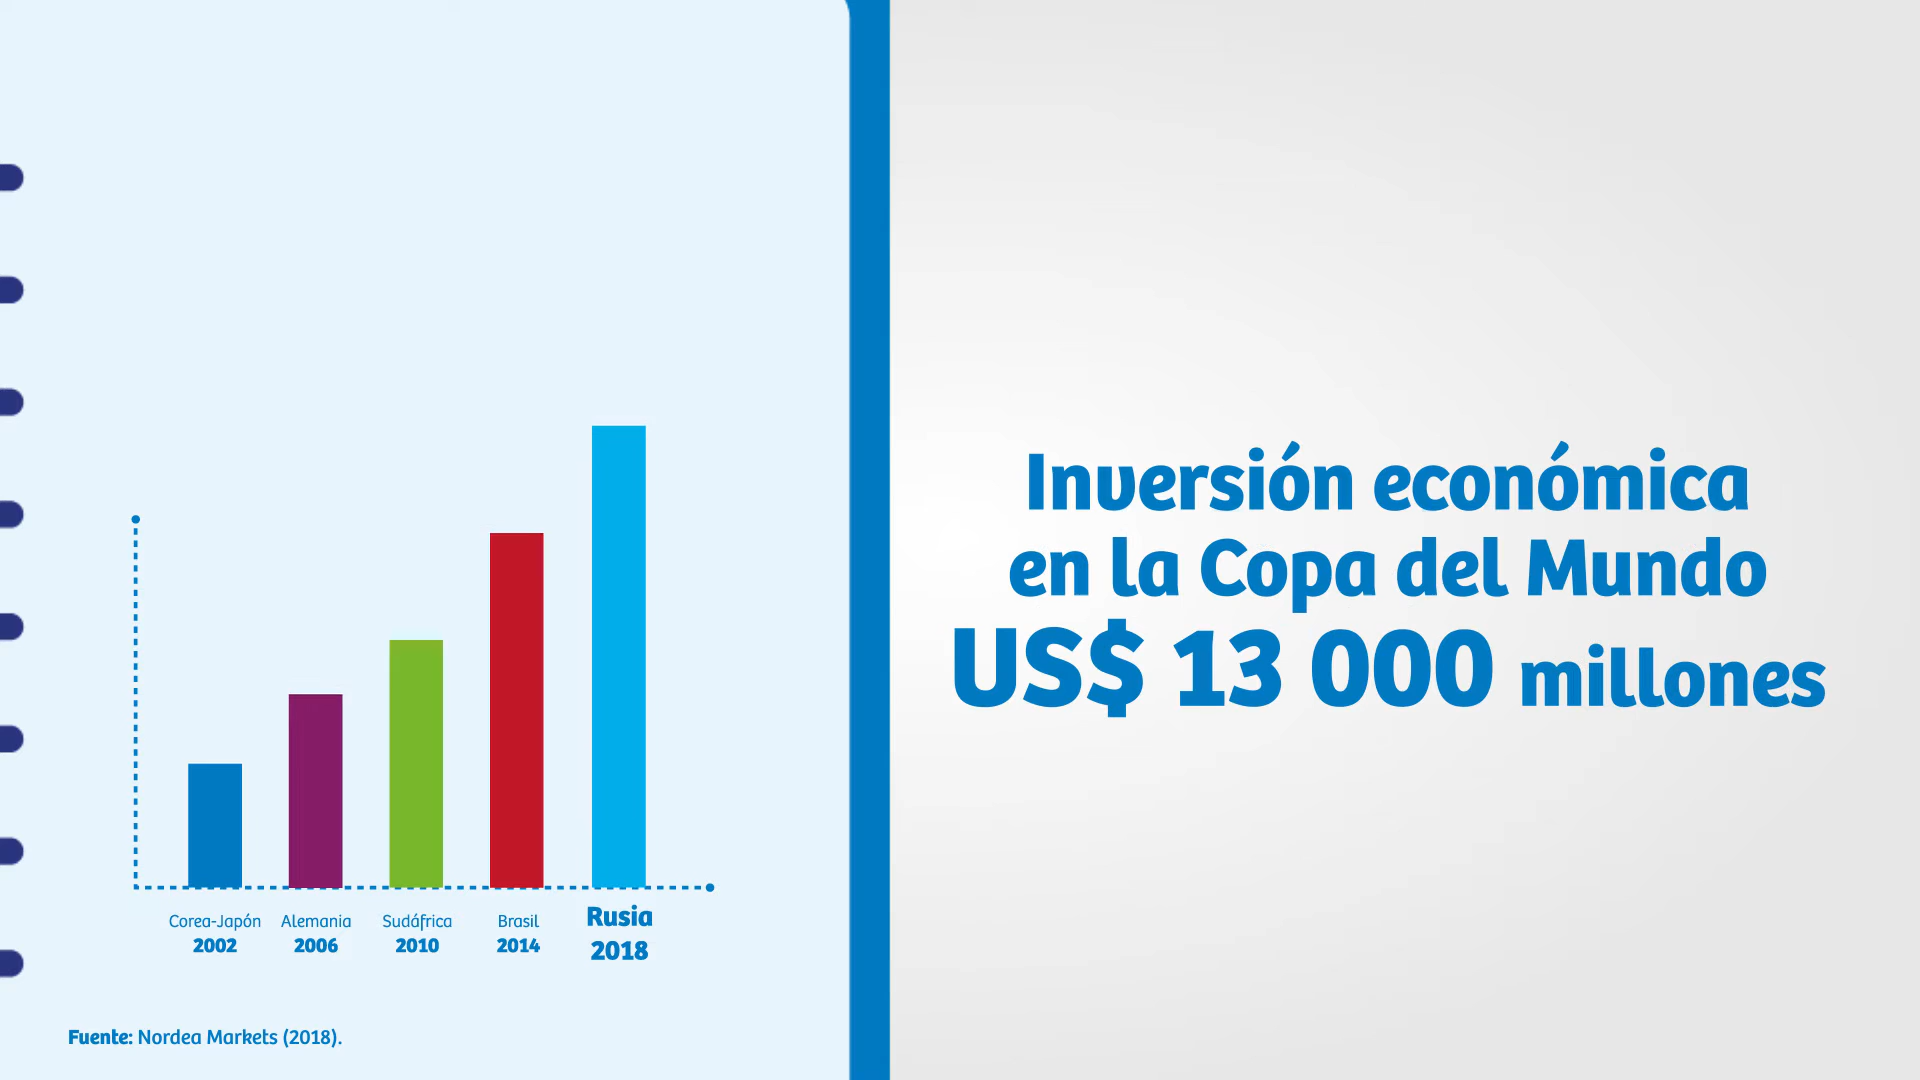 Corea-Japón
2002
Alemania
2006
Sudáfrica
2010
Brasil
2014
Rusia
2018
Fuente: Nordea Markets (2018).
Inversión económica
en la Copa del Mundo
US$ 13 000 millones